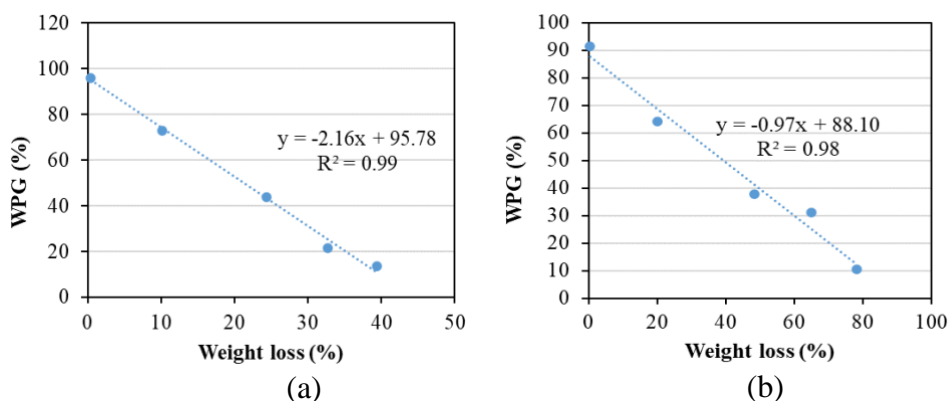 120
100
80
60
40
20
0
WPG (%)
y = -2.16x + 95.78
R² = 0.99
0 10 20 30 40 50
Weight loss (%)
(a)
100
90
80
70
60
50
40
30
20
10
0
WPG (%)
y = -0.97x + 88.10
R² = 0.98
0 20 40 60 80 100
Weight loss (%)
(b)